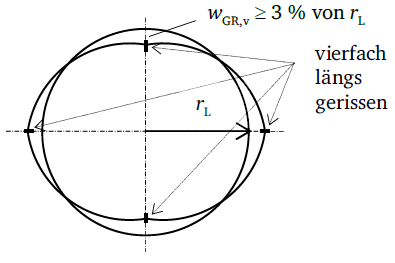 w_GR,v ≥ 3 % von r_L
vierfach
längs
gerissen
r_L